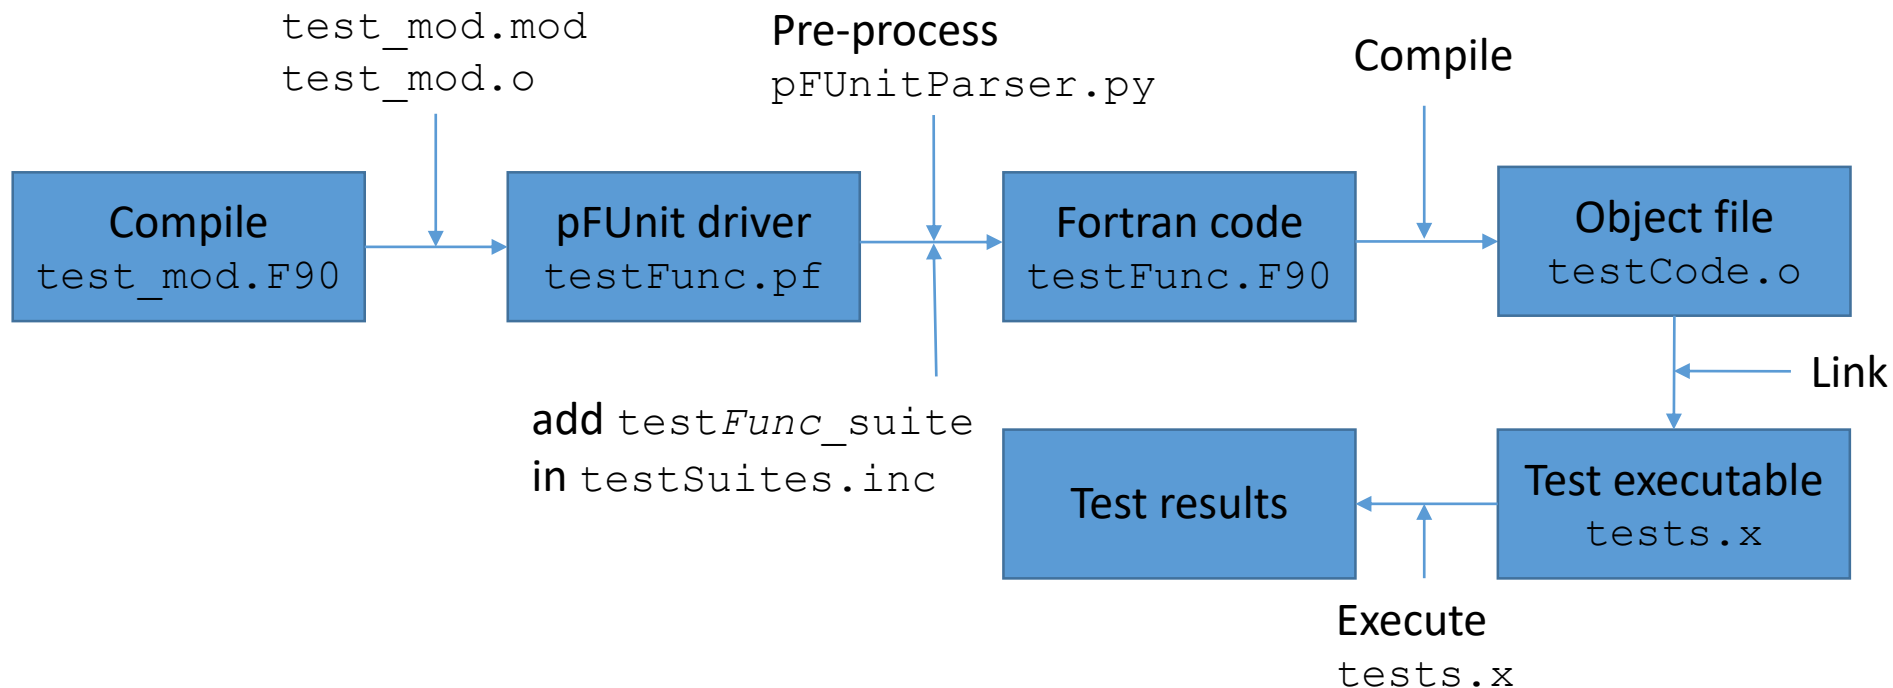 test_mod.mod
test_mod.o
Pre-process
pFUnitParser.py
Compile
Compile
test_mod.F90
pFUnit driver
testFunc.pf
Fortran code
testFunc.F90
Object file
testCode.o
Link
add testFunc_suite
in testSuites.inc
Test results
Test executable
tests.x
Execute
tests.x